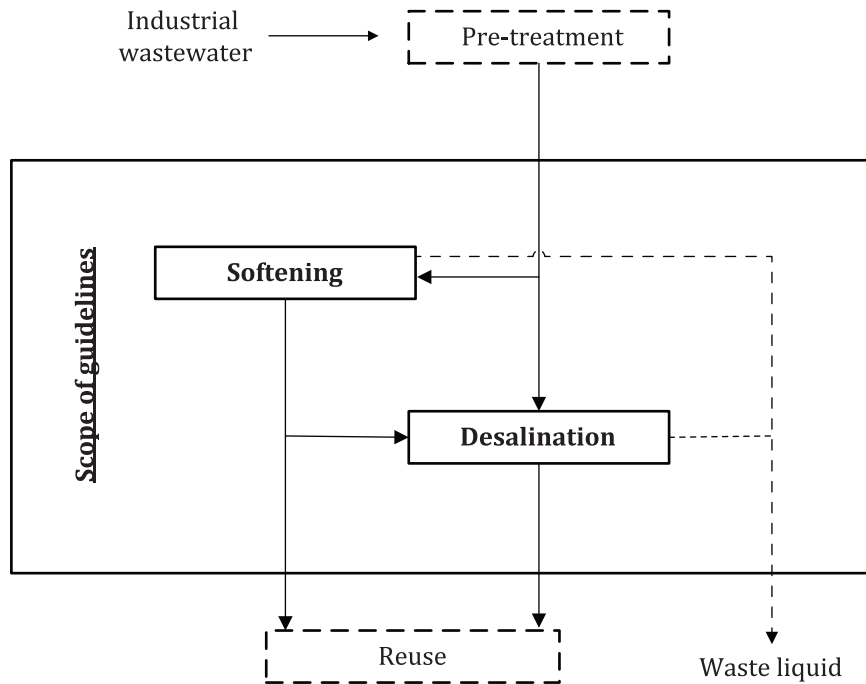 Industrial
wastewater
Pre-treatment
Scope of guidelines
Softening
Desalination
Reuse
Waste liquid